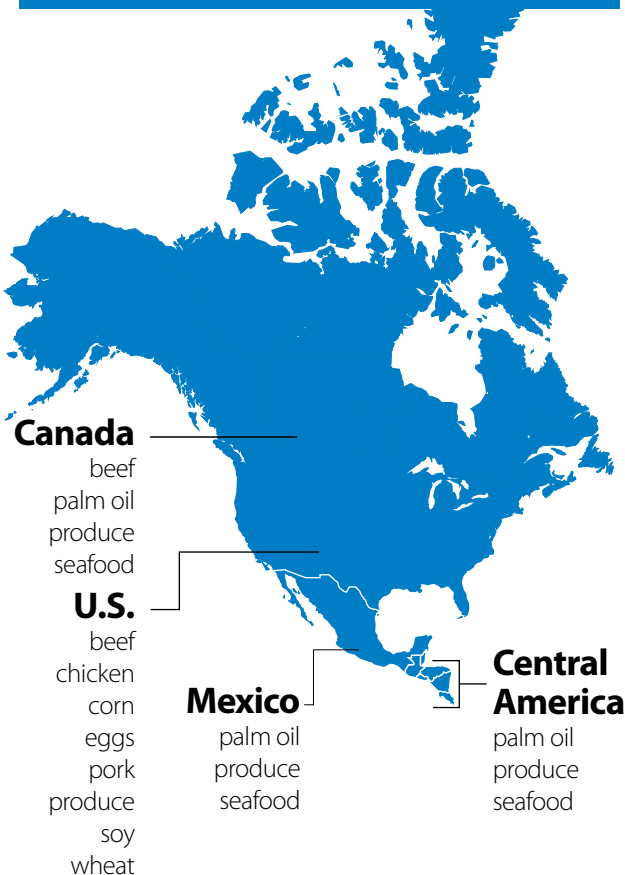 Canada
beef
palm oil
produce
seafood
U.S.
beef
chicken
corn
eggs
pork
produce
soy
wheat
Mexico
palm oil
produce
seafood
Central
America
palm oil
produce
seafood